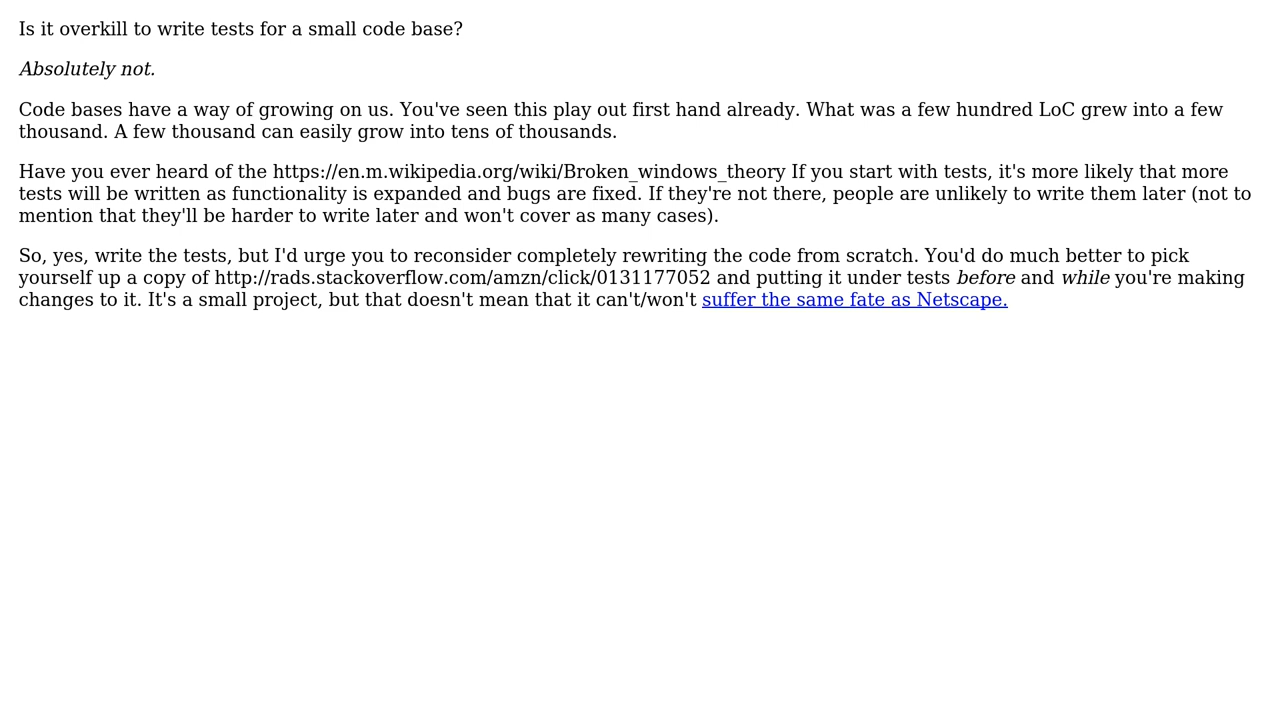 Is it overkill to write tests for a small code base?
Absolutely not.
Code bases have a way of growing on us. You've seen this play out first hand already. What was a few hundred LoC grew into a few
thousand. A few thousand can easily grow into tens of thousands.
Have you ever heard of the https://en.m.wikipedia.org/wiki/Broken_windows_theory If you start with tests, it's more likely that more
tests will be written as functionality is expanded and bugs are fixed. If they're not there, people are unlikely to write them later (not to
mention that they'll be harder to write later and won't cover as many cases).
So, yes, write the tests, but I'd urge you to reconsider completely rewriting the code from scratch. You'd do much better to pick
yourself up a copy of http://rads.stackoverflow.com/amzn/click/0131177052 and putting it under tests before and while you're making
changes to it. It's a small project, but that doesn't mean that it can't/won't suffer the same fate as Netscape.